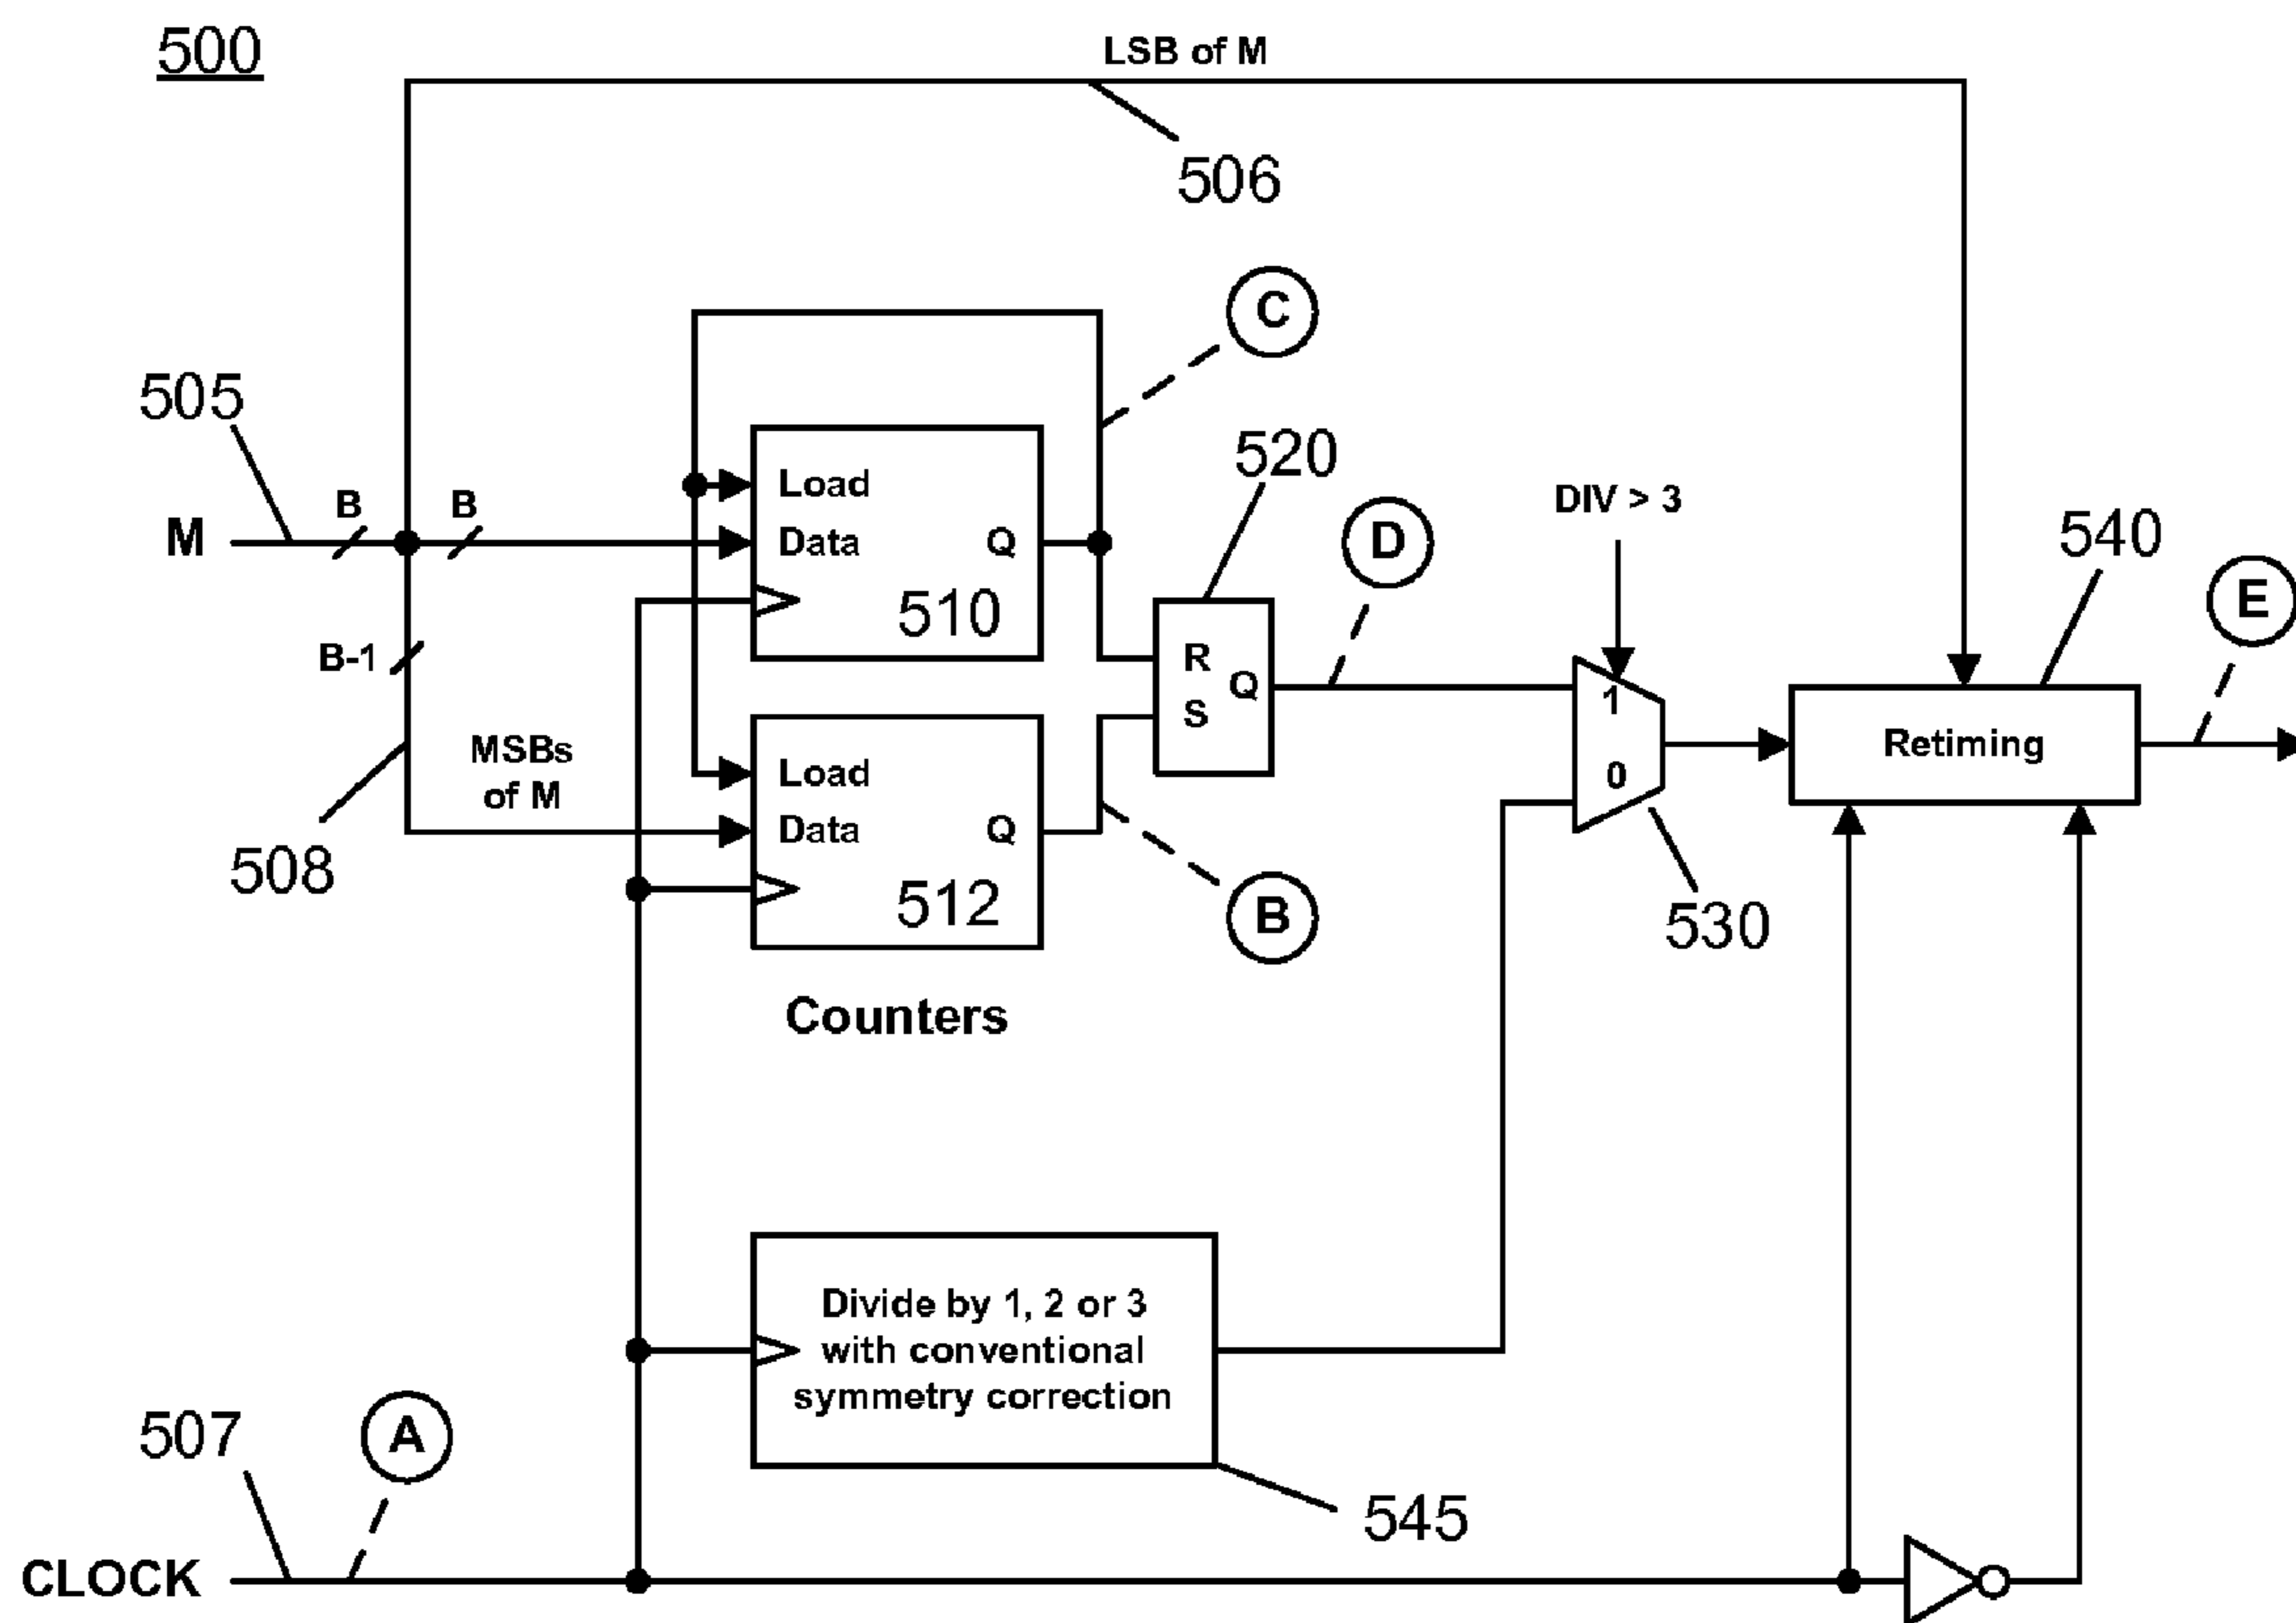 500
LSB of M
506
C
505
520
Load
DIV > 3
D
540
B
B
M
Data
Q
E
510
B-1
R
Q
1
S
MSBs
of M
Load
Retiming
0
Data
Q
508
512
B
530
Counters
Divide by 1, 2 or 3
with conventional
symmetry correction
507
A
545
CLOCK